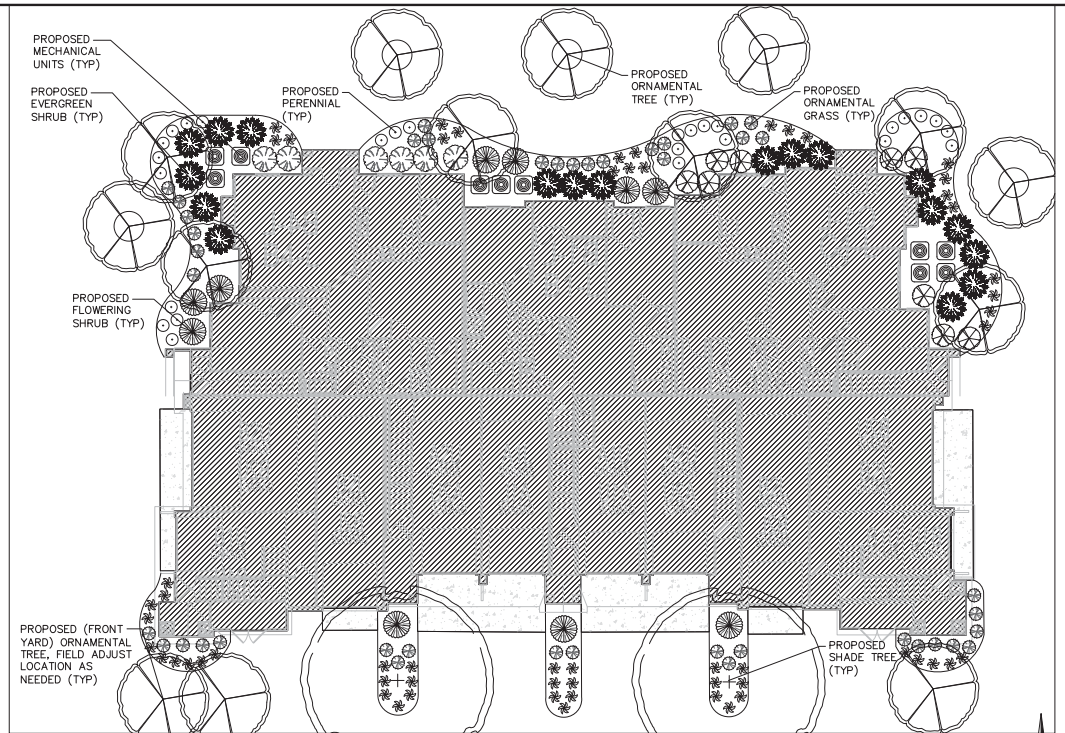 PROPOSED
MECHANICAL
UNITS (TYP)
PROPOSED
EVERGREEN
SHRUB (TYP)
PROPOSED
PERENNIAL
(TYP)
PROPOSED
ORNAMENTAL
TREE (TYP)
PROPOSED
ORNAMENTAL
GRASS (TYP)
PROPOSED
FLOWERING
SHRUB (TYP)
PROPOSED (FRONT
YARD) ORNAMENTAL
TREE, FIELD ADJUST
LOCATION AS
NEEDED (TYP)
PROPOSED
SHADE TREE
(TYP)